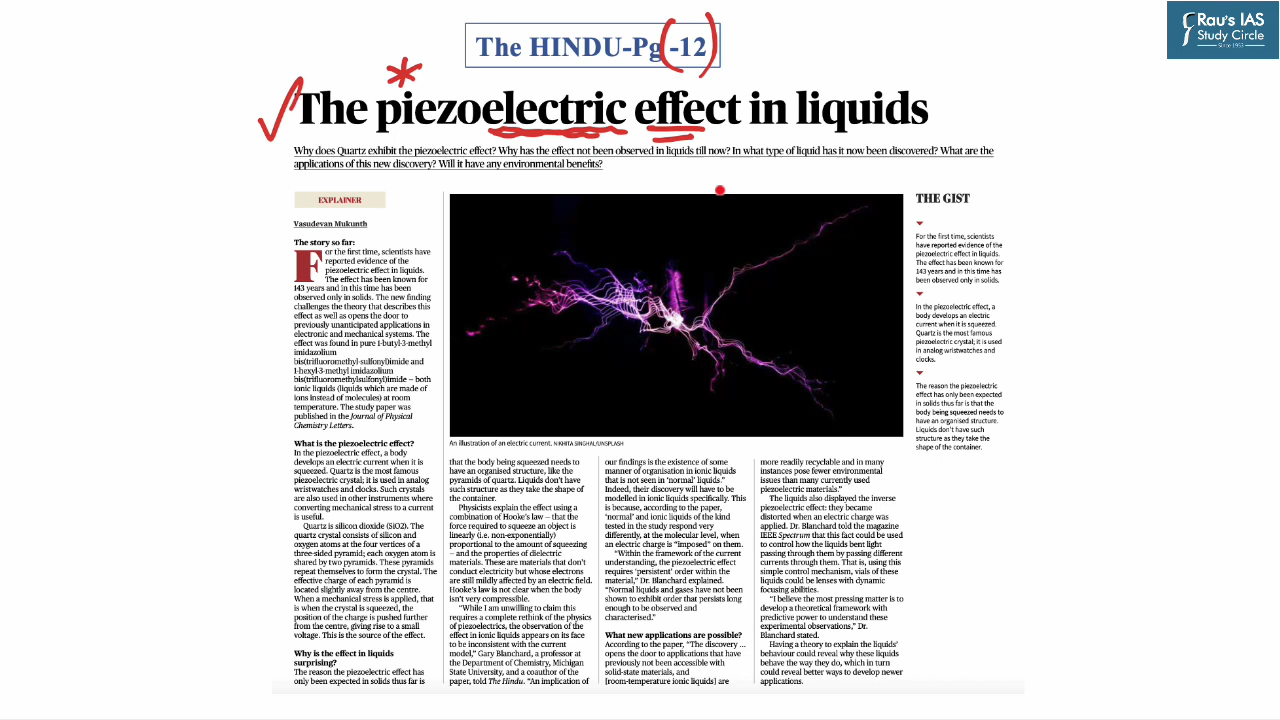 Rau's IAS
Study Circle
Since 1953
The HINDU-Pg -12
The piezoelectric effect in liquids
Why does Quartz exhibit the piezoelectric effect? Why has the effect not been observed in liquids till now? In what type of liquid has it now been discovered? What are the
applications of this new discovery? Will it have any environmental benefits?
EXPLAINER
Vasudevan Mukunth
The story so far:
For the first time, scientists have
reported evidence of the
piezoelectric effect in liquids.
The effect has been known for
143 years and in this time has been
observed only in solids. The new finding
challenges the theory that describes this
effect as well as opens the door to
previously unanticipated applications in
electronic and mechanical systems. The
effect was found in pure 1-butyl-3-methyl
imidazolium
bis(trifluoromethyl-sulfonyl)imide and
1-hexyl-3-methyl imidazolium
bis(trifluoromethylsulfonyl)imide – both
ionic liquids (liquids which are made of
ions instead of molecules) at room
temperature. The study paper was
published in the Journal of Physical
Chemistry Letters.
What is the piezoelectric effect?
In the piezoelectric effect, a body
develops an electric current when it is
squeezed. Quartz is the most famous
piezoelectric crystal; it is used in analog
wristwatches and clocks. Such crystals
are also used in other instruments where
converting mechanical stress to a current
is useful.
Quartz is silicon dioxide (SiO2). The
quartz crystal consists of silicon and
oxygen atoms at the four vertices of a
three-sided pyramid; each oxygen atom is
shared by two pyramids. These pyramids
repeat themselves to form the crystal. The
effective charge of each pyramid is
located slightly away from the centre.
When a mechanical stress is applied, that
is when the crystal is squeezed, the
position of the charge is pushed further
from the centre, giving rise to a small
voltage. This is the source of the effect.
Why is the effect in liquids
surprising?
The reason the piezoelectric effect has
only been expected in solids thus far is
An illustration of an electric current. NIKHITA SINGHAL/UNSPLASH
that the body being squeezed needs to
have an organised structure, like the
pyramids of quartz. Liquids don't have
such structure as they take the shape of
the container.
Physicists explain the effect using a
combination of Hooke's law – that the
force required to squeeze an object is
linearly (i.e. non-exponentially)
proportional to the amount of squeezing
– and the properties of dielectric
materials. These are materials that don't
conduct electricity but whose electrons
are still mildly affected by an electric field.
Hooke's law is not clear when the body
isn't very compressible.
"While I am unwilling to claim this
requires a complete rethink of the physics
of piezoelectrics, the observation of the
effect in ionic liquids appears on its face
to be inconsistent with the current
model," Gary Blanchard, a professor at
the Department of Chemistry, Michigan
State University, and a coauthor of the
paper, told The Hindu. "An implication of
our findings is the existence of some
manner of organisation in ionic liquids
that is not seen in 'normal' liquids."
Indeed, their discovery will have to be
modelled in ionic liquids specifically. This
is because, according to the paper,
'normal' and ionic liquids of the kind
tested in the study respond very
differently, at the molecular level, when
an electric charge is "imposed" on them.
"Within the framework of the current
understanding, the piezoelectric effect
requires 'persistent' order within the
material," Dr. Blanchard explained.
"Normal liquids and gases have not been
shown to exhibit order that persists long
enough to be observed and
characterised."
What new applications are possible?
According to the paper, "The discovery ...
opens the door to applications that have
previously not been accessible with
solid-state materials, and
[room-temperature ionic liquids] are
more readily recyclable and in many
instances pose fewer environmental
issues than many currently used
piezoelectric materials."
The liquids also displayed the inverse
piezoelectric effect: they became
distorted when an electric charge was
applied. Dr. Blanchard told the magazine
IEEE Spectrum that this fact could be used
to control how the liquids bent light
passing through them by passing different
currents through them. That is, using this
simple control mechanism, vials of these
liquids could be lenses with dynamic
focusing abilities.
"I believe the most pressing matter is to
develop a theoretical framework with
predictive power to understand these
experimental observations," Dr.
Blanchard stated.
Having a theory to explain the liquids'
behaviour could reveal why these liquids
behave the way they do, which in turn
could reveal better ways to develop newer
applications.
THE GIST
For the first time, scientists
have reported evidence of the
piezoelectric effect in liquids.
The effect has been known for
143 years and in this time has
been observed only in solids.
In the piezoelectric effect, a
body develops an electric
current when it is squeezed.
Quartz is the most famous
piezoelectric crystal; it is used
in analog wristwatches and
clocks.
The reason the piezoelectric
effect has only been expected
in solids thus far is that the
body being squeezed needs to
have an organised structure.
Liquids don't have such
structure as they take the
shape of the container.